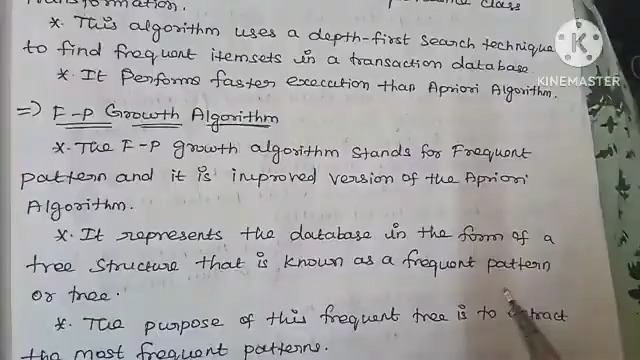 Transformation. class
*. This algorithm uses a depth-first search technique
to find frequent itemsets in a transaction database
*. It Performs faster execution than Apriori Algorithm.
=) F-P Growth Algorithm
*. The F-P growth algorithm stands for Frequent
pattern and it is improved version of the Apriori
Algorithm.
*. It represents the database in the form of a
tree structure that is known as a frequent pattern
or tree.
*. The purpose of this frequent tree is to extract
the most frequent patterns.
KINEMASTER